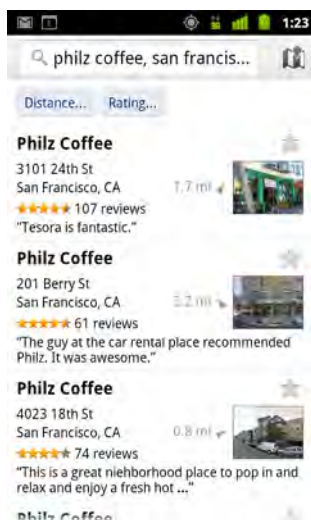 1:23
philz coffee, san francis...
Distance...
Rating...
Philz Coffee
3101 24th St
San Francisco, CA
1.7 mi
107 reviews
"Tesora is fantastic."
Philz Coffee
201 Berry St
San Francisco, CA
mi
61 reviews
"The guy at the car rental place recommended
Philz. It was awesome."
Philz Coffee
4023 18th St
San Francisco, CA
0.8 mi
74 reviews
"This is a great niehborhood place to pop in and
relax and enjoy a fresh hot ..."
Philz Coffee